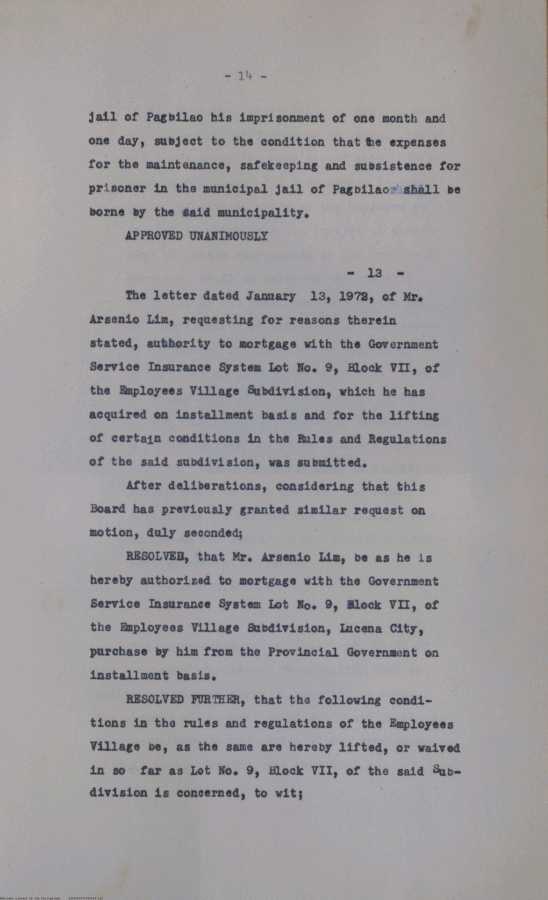 - 14 -
jail of Pagbilao his imprisonment of one month and
one day, subject to the condition that the expenses
for the maintenance, safekeeping and subsistence for
prisoner in the municipal jail of Pagbilao shall be
borne by the said municipality.
APPROVED UNANIMOUSLY
- 13 -
The letter dated January 13, 1972, of Mr.
Arsenio Lim, requesting for reasons therein
stated, authority to mortgage with the Government
Service Insurance System Lot No. 9, Block VII, of
the Employees Village Subdivision, which he has
acquired on installment basis and for the lifting
of certain conditions in the Rules and Regulations
of the said subdivision, was submitted.
After deliberations, considering that this
Board has previously granted similar request on
motion, duly seconded;
RESOLVED, that Mr. Arsenio Lim, be as he is
hereby authorized to mortgage with the Government
Service Insurance System Lot No. 9, Block VII, of
the Employees Village Subdivision, Lucena City,
purchase by him from the Provincial Government on
installment basis.
RESOLVED FURTHER, that the following condi-
tions in the rules and regulations of the Employees
Village be, as the same are hereby lifted, or waived
in so far as Lot No. 9, Block VII, of the said Sub-
division is concerned, to wit;